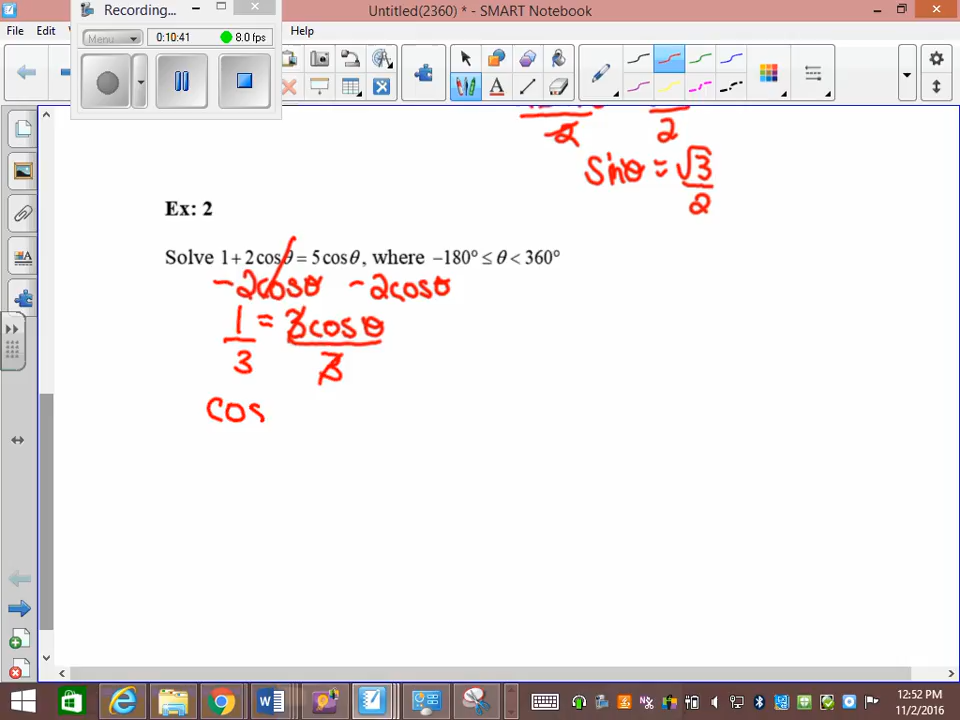 Recording...
Untitled(2360) * - SMART Notebook
Menu
0:10:41
8.0 fps
File Edit
Help
2
2
sinθ = √3
2
Ex: 2
Solve 1 + 2cosθ = 5cosθ, where −180° ≤ θ < 360°
-2cosθ -2cosθ
1 = 3cosθ
3 3
cos
12:52 PM
11/2/2016